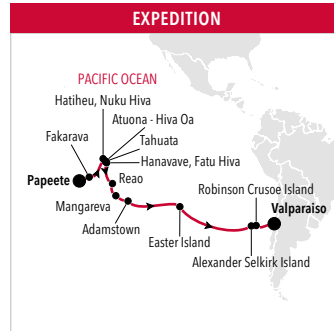 EXPEDITION
PACIFIC OCEAN
Hatiheu, Nuku Hiva
Atuona - Hiva Oa
Fakarava
Tahuata
Hanavave, Fatu Hiva
Papeete
Reao
Robinson Crusoe Island
Mangareva
Valparaiso
Adamstown
Easter Island
Alexander Selkirk Island